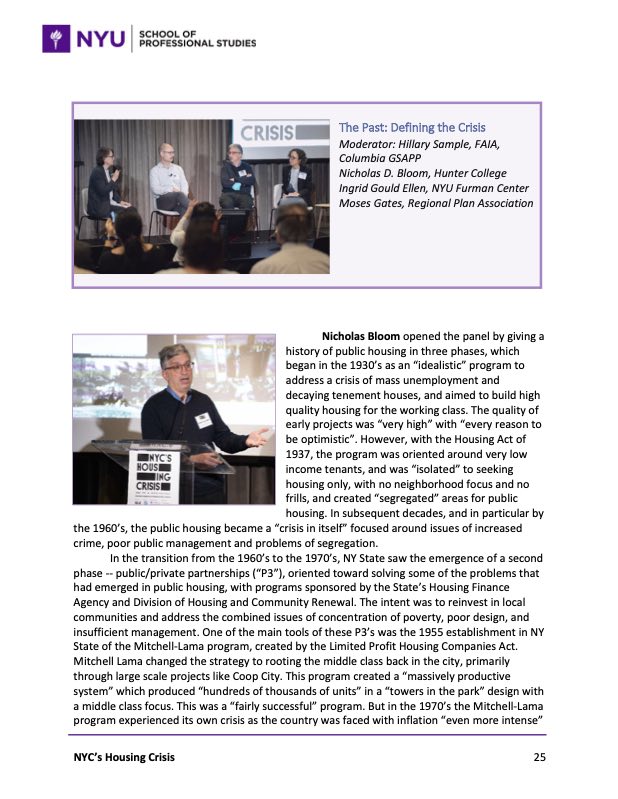 NYU
SCHOOL OF
PROFESSIONAL STUDIES
CRISIS
The Past: Defining the Crisis
Moderator: Hillary Sample, FAIA,
Columbia GSAPP
Nicholas D. Bloom, Hunter College
Ingrid Gould Ellen, NYU Furman Center
Moses Gates, Regional Plan Association
NYC'S
HOUS
ING
CRISIS
Nicholas Bloom opened the panel by giving a
history of public housing in three phases, which
began in the 1930's as an “idealistic” program to
address a crisis of mass unemployment and
decaying tenement houses, and aimed to build high
quality housing for the working class. The quality of
early projects was “very high” with “every reason to
be optimistic”. However, with the Housing Act of
1937, the program was oriented around very low
income tenants, and was “isolated” to seeking
housing only, with no neighborhood focus and no
frills, and created “segregated” areas for public
housing. In subsequent decades, and in particular by
the 1960's, the public housing became a “crisis in itself” focused around issues of increased
crime, poor public management and problems of segregation.
In the transition from the 1960's to the 1970's, NY State saw the emergence of a second
phase -- public/private partnerships (“P3”), oriented toward solving some of the problems that
had emerged in public housing, with programs sponsored by the State's Housing Finance
Agency and Division of Housing and Community Renewal. The intent was to reinvest in local
communities and address the combined issues of concentration of poverty, poor design, and
insufficient management. One of the main tools of these P3's was the 1955 establishment in NY
State of the Mitchell-Lama program, created by the Limited Profit Housing Companies Act.
Mitchell Lama changed the strategy to rooting the middle class back in the city, primarily
through large scale projects like Coop City. This program created a “massively productive
system” which produced “hundreds of thousands of units” in a “towers in the park” design with
a middle class focus. This was a “fairly successful” program. But in the 1970's the Mitchell-Lama
program experienced its own crisis as the country was faced with inflation “even more intense”
NYC's Housing Crisis
25